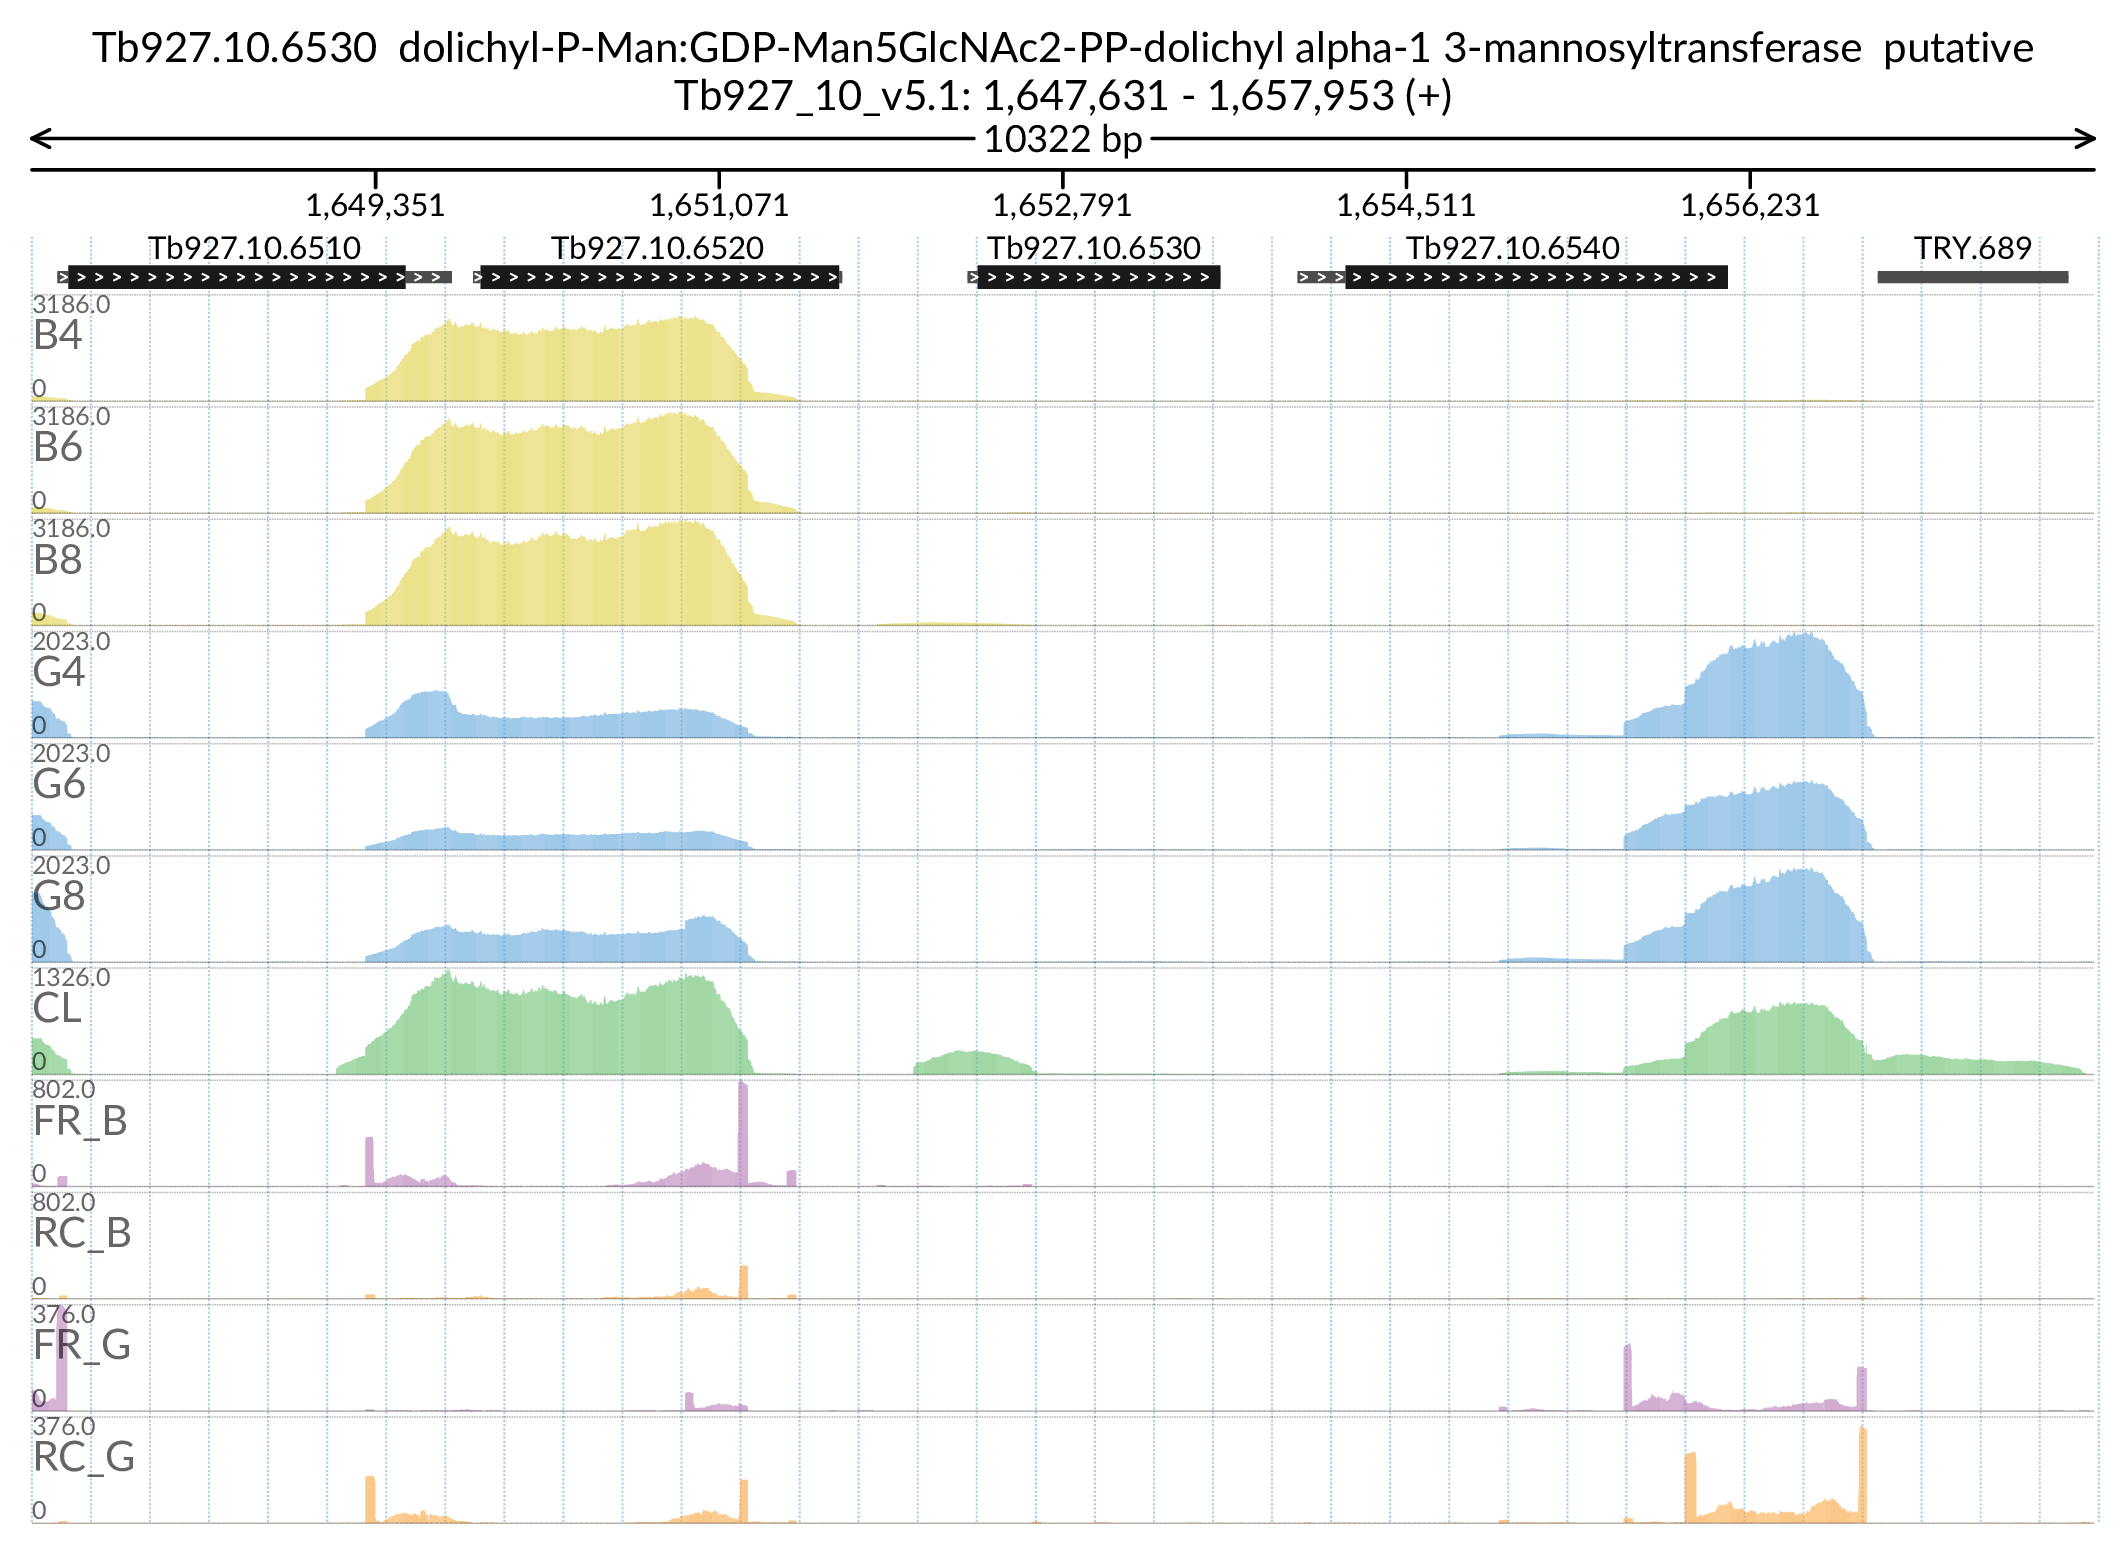 Tb927.10.6530  dolichyl-P-Man:GDP-Man5GlcNAc2-PP-dolichyl alpha-1 3-mannosyltransferase  putative
Tb927_10_v5.1: 1,647,631 - 1,657,953 (+)
10322 bp
1,649,351 1,651,071 1,652,791 1,654,511 1,656,231
Tb927.10.6510 Tb927.10.6520 Tb927.10.6530 Tb927.10.6540 TRY.689
3186.0
B4
0
3186.0
B6
0
3186.0
B8
0
2023.0
G4
0
2023.0
G6
0
2023.0
G8
0
1326.0
CL
0
802.0
FR_B
0
802.0
RC_B
0
376.0
FR_G
0
376.0
RC_G
0